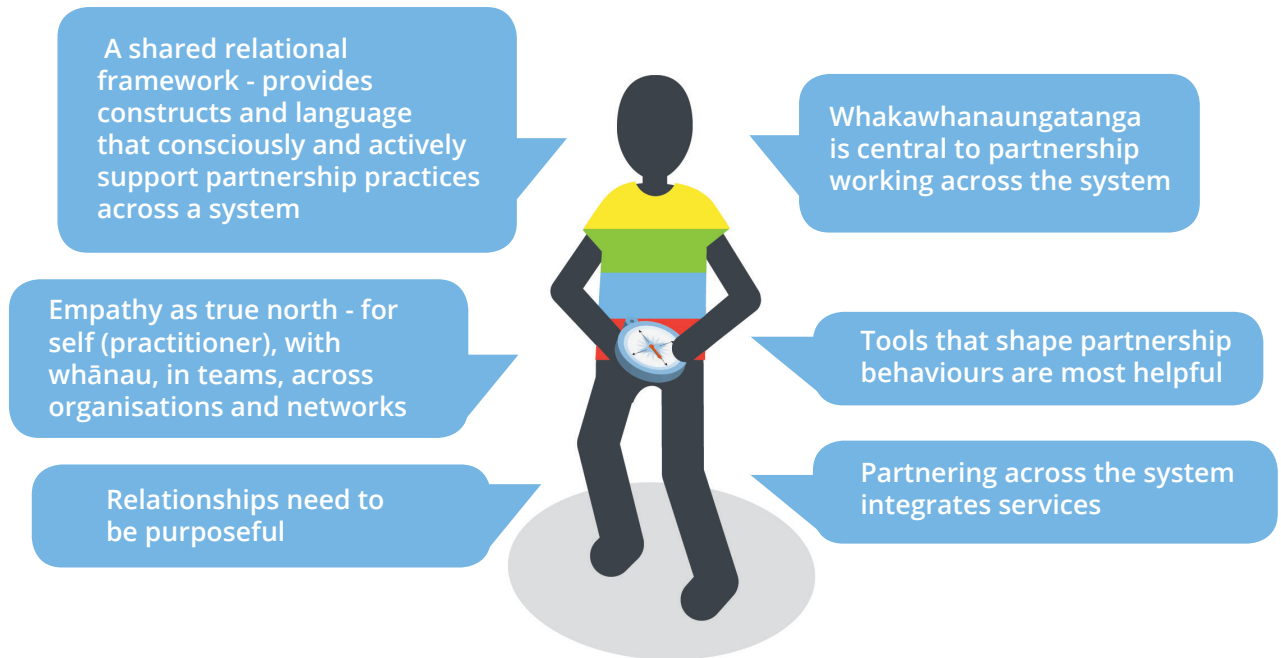 A shared relational
framework - provides
constructs and language
that consciously and actively
support partnership practices
across a system
Whakawhanaungatanga
is central to partnership
working across the system
Empathy as true north - for
self (practitioner), with
whānau, in teams, across
organisations and networks
Tools that shape partnership
behaviours are most helpful
Relationships need to
be purposeful
Partnering across the system
integrates services